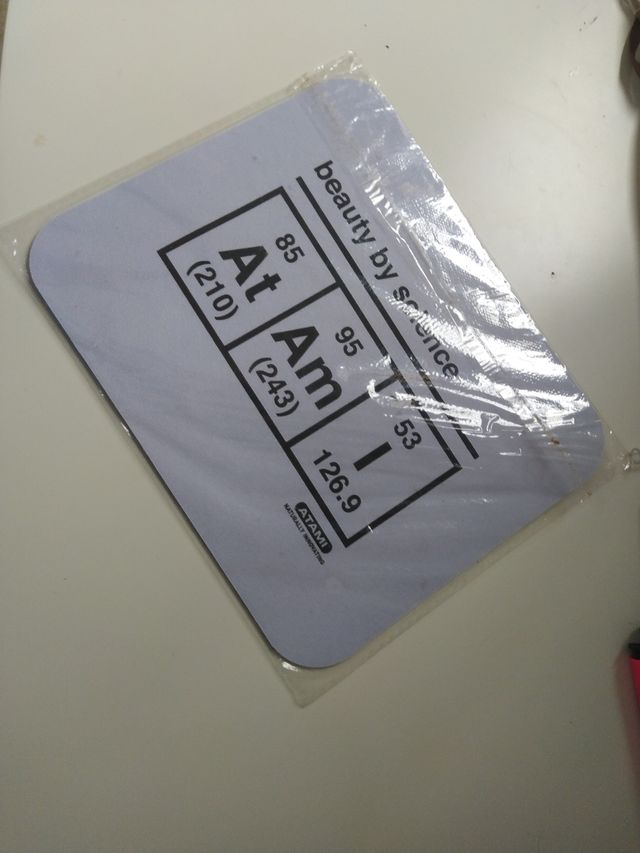 beauty by science
85 95 53
At Am I
(210) (243) 126.9
ATAMI
NATURALLY INNOVATING